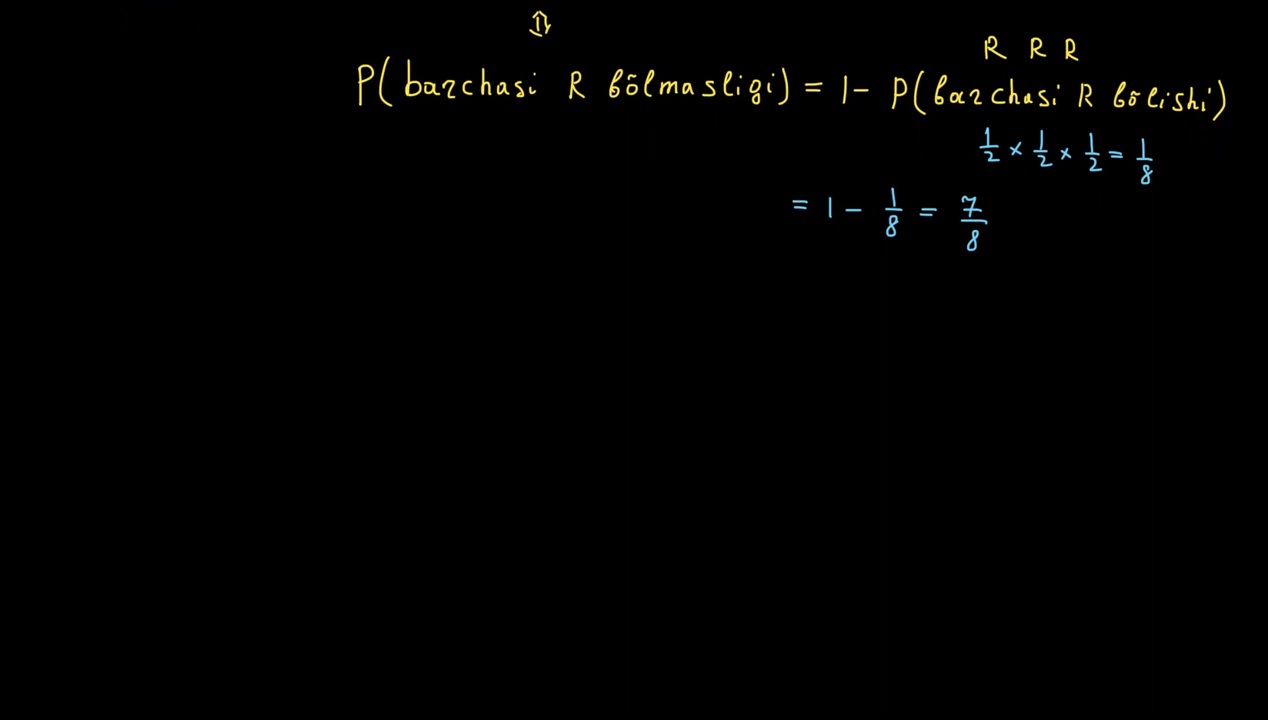 ⇕
R R R
P(barchasi R bõlmasligi) = 1- P(barchasi R bõlishi)
1/2 × 1/2 × 1/2 = 1/8
= 1 - 1/8 = 7/8